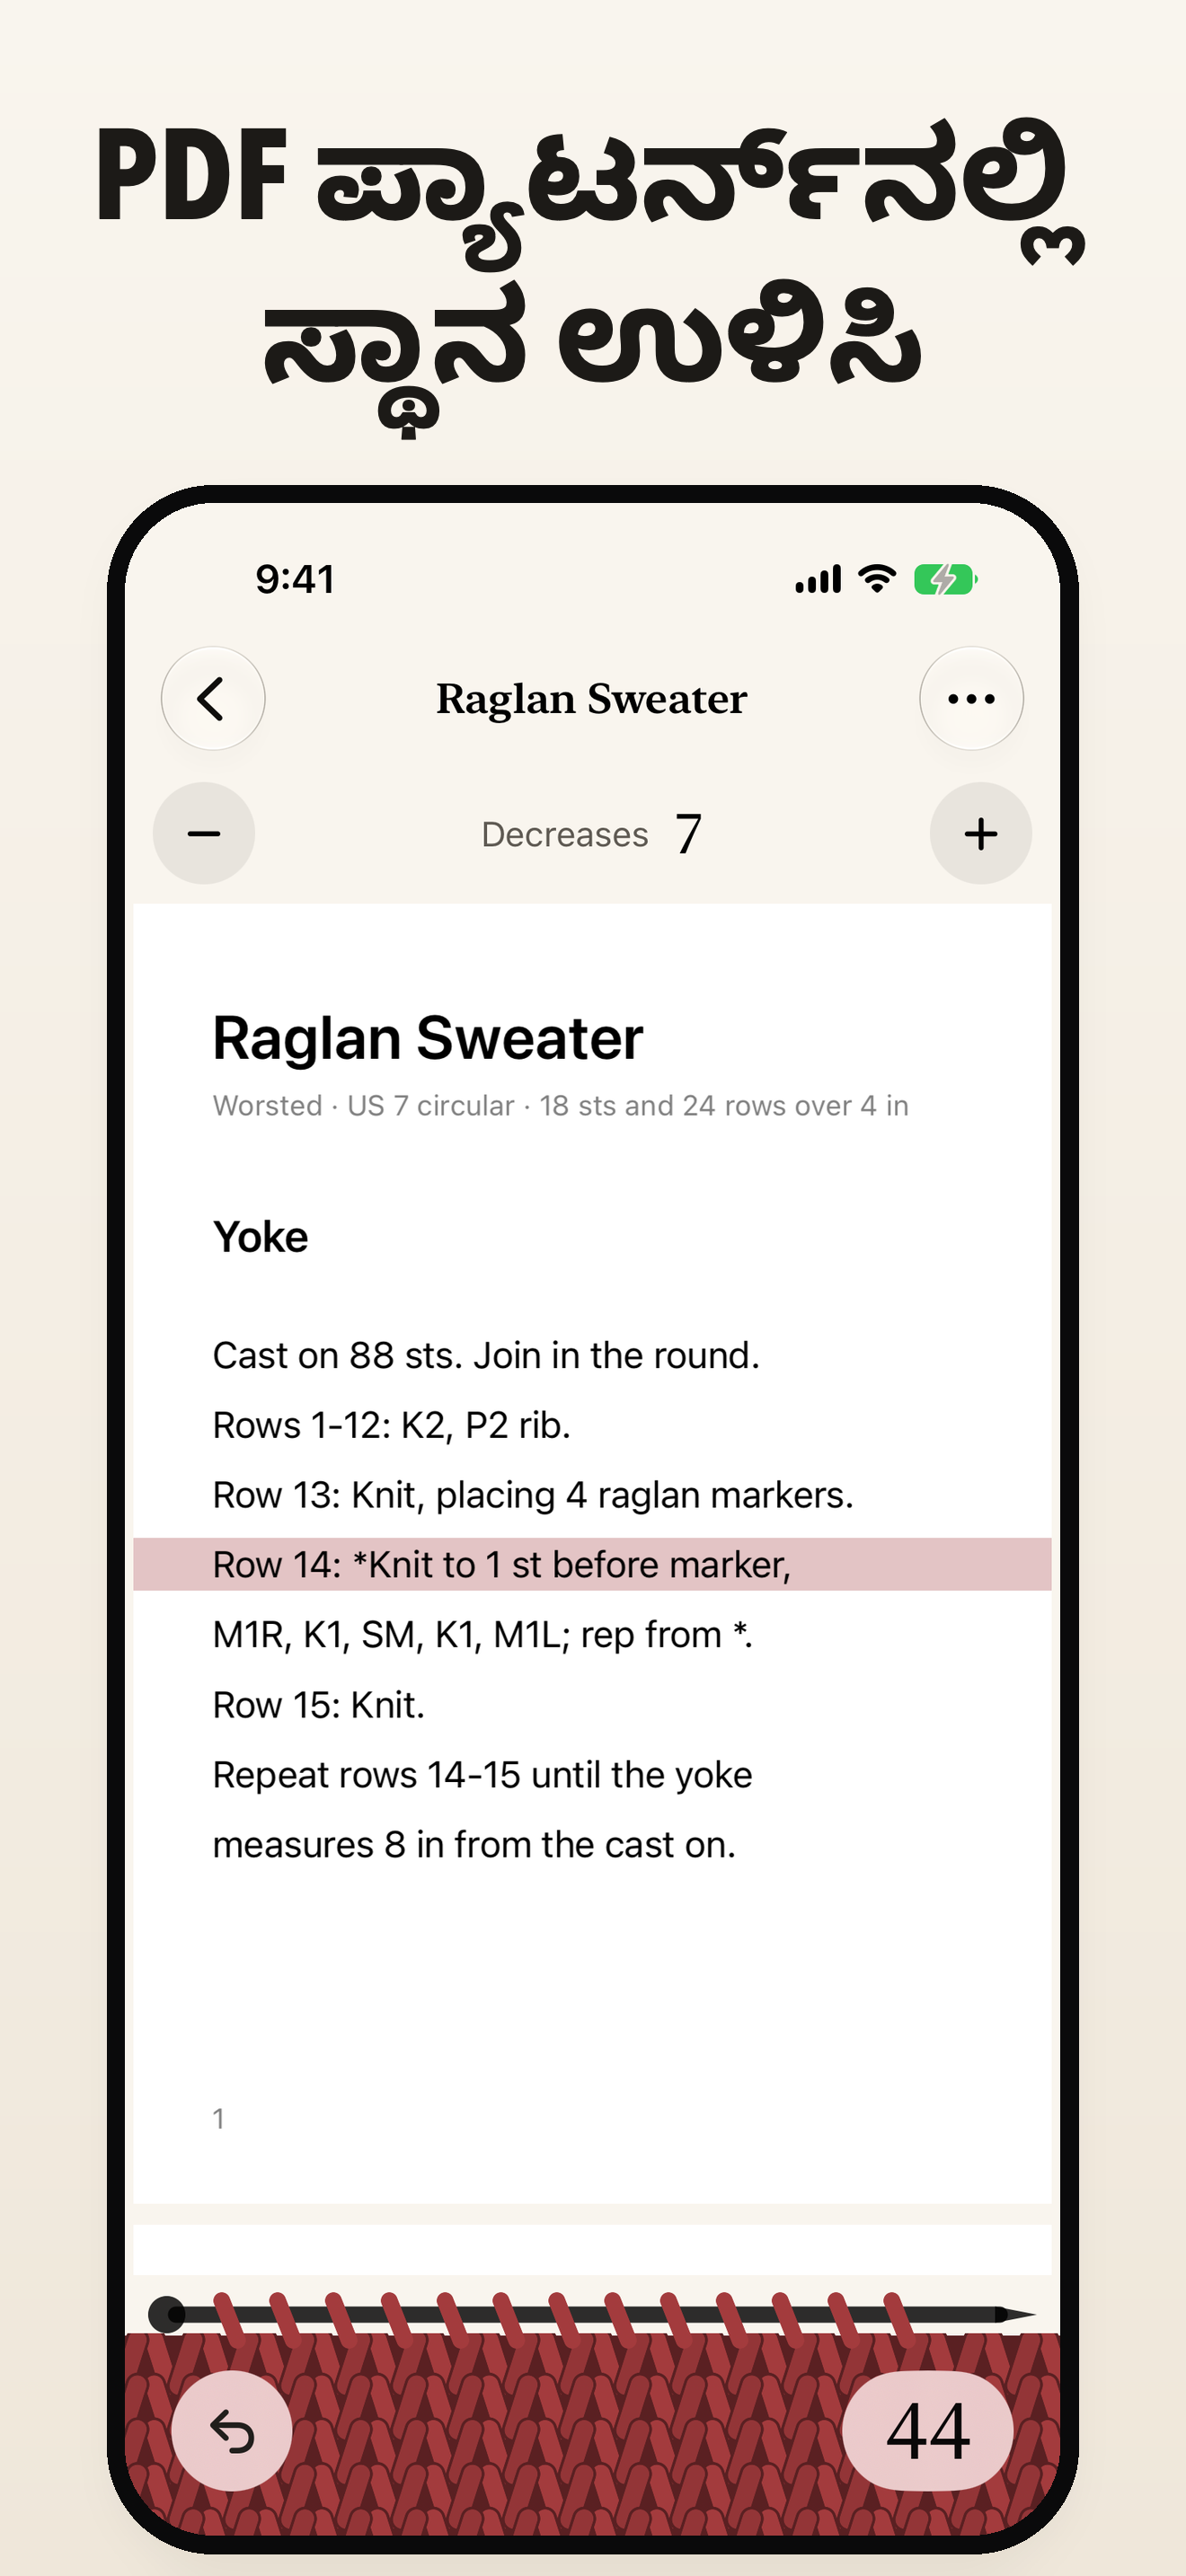 PDF ಪ್ಯಾಟರ್ನ್‌ನಲ್ಲಿ
ಸ್ಥಾನ ಉಳಿಸಿ
9:41
Raglan Sweater
Decreases 7
Raglan Sweater
Worsted · US 7 circular · 18 sts and 24 rows over 4 in
Yoke
Cast on 88 sts. Join in the round.
Rows 1-12: K2, P2 rib.
Row 13: Knit, placing 4 raglan markers.
Row 14: *Knit to 1 st before marker,
M1R, K1, SM, K1, M1L; rep from *.
Row 15: Knit.
Repeat rows 14-15 until the yoke
measures 8 in from the cast on.
1
44